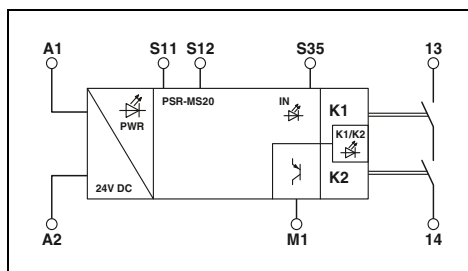 A1 S11 S12 S35 13
PSR-MS20 IN K1
PWR K1/K2
24V DC K2
A2 M1 14